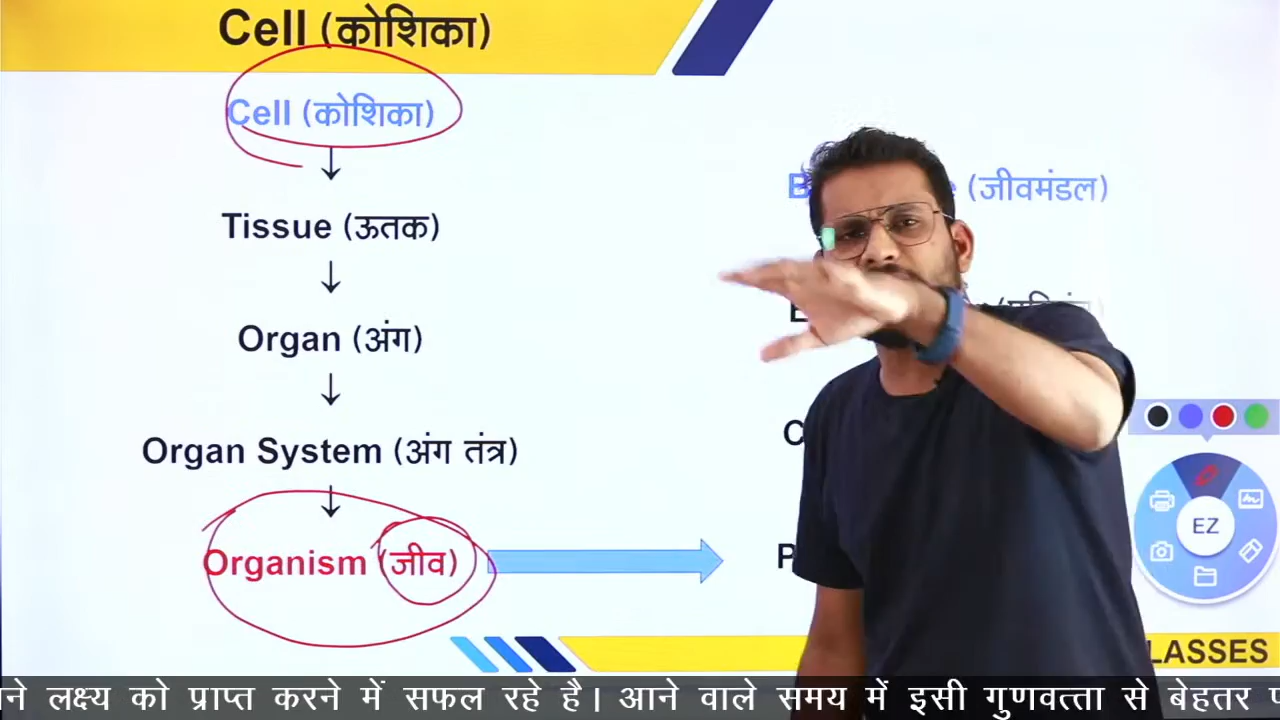 Cell (कोशिका)
Cell (कोशिका)
Tissue (ऊतक)
Organ (अंग)
Organ System (अंग तंत्र)
Organism (जीव)
(जीवमंडल)
EZ
LASSES
लक्ष्य को प्राप्त करने में सफल रहे है। आने वाले समय में इसी गुणवत्ता से बेहतर